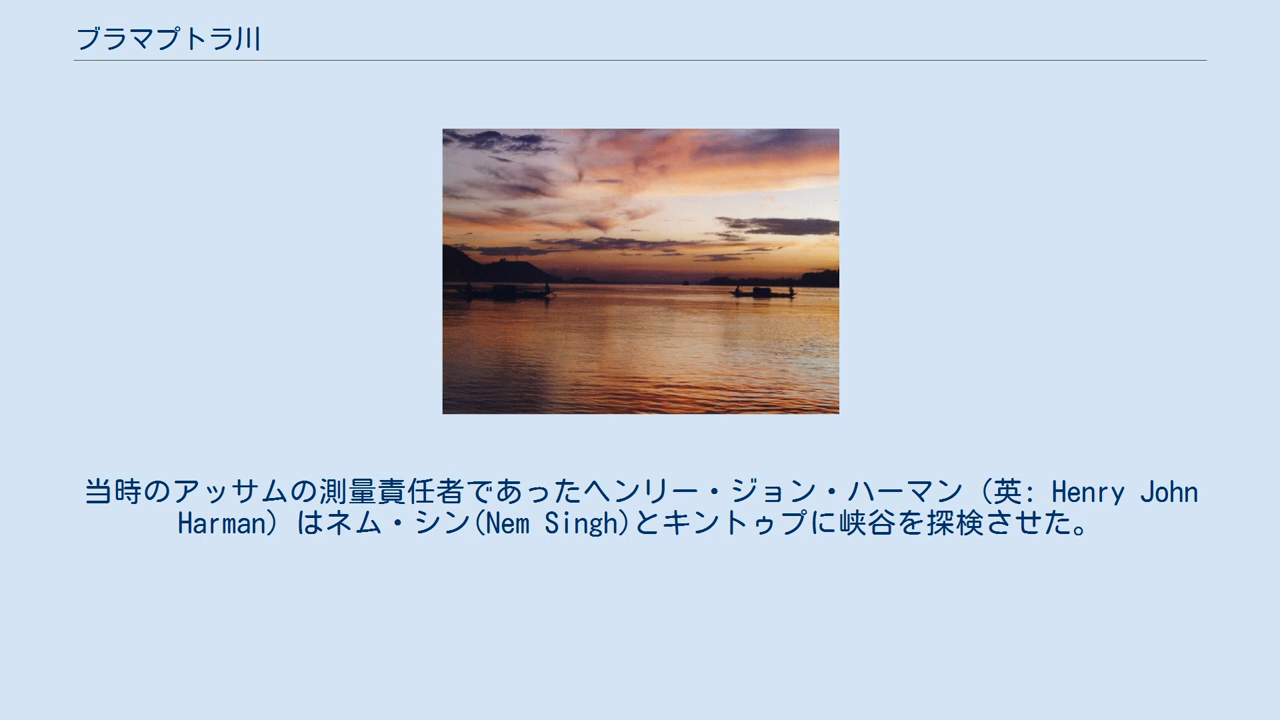 ブラマプトラ川
当時のアッサムの測量責任者であったヘンリー・ジョン・ハーマン（英: Henry John
Harman）はネム・シン(Nem Singh)とキントゥプに峡谷を探検させた。